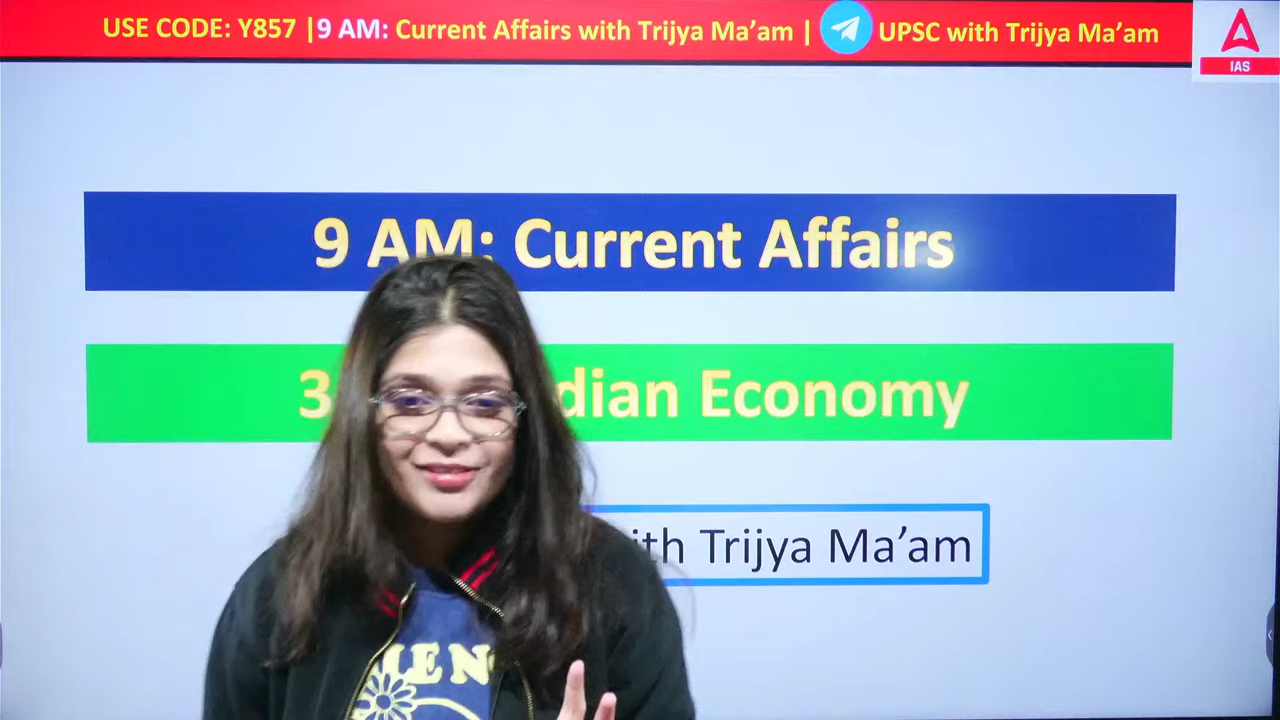 USE CODE: Y857 |9 AM: Current Affairs with Trijya Ma'am | UPSC with Trijya Ma'am
IAS
9 AM: Current Affairs
3 dian Economy
ith Trijya Ma'am
MEN